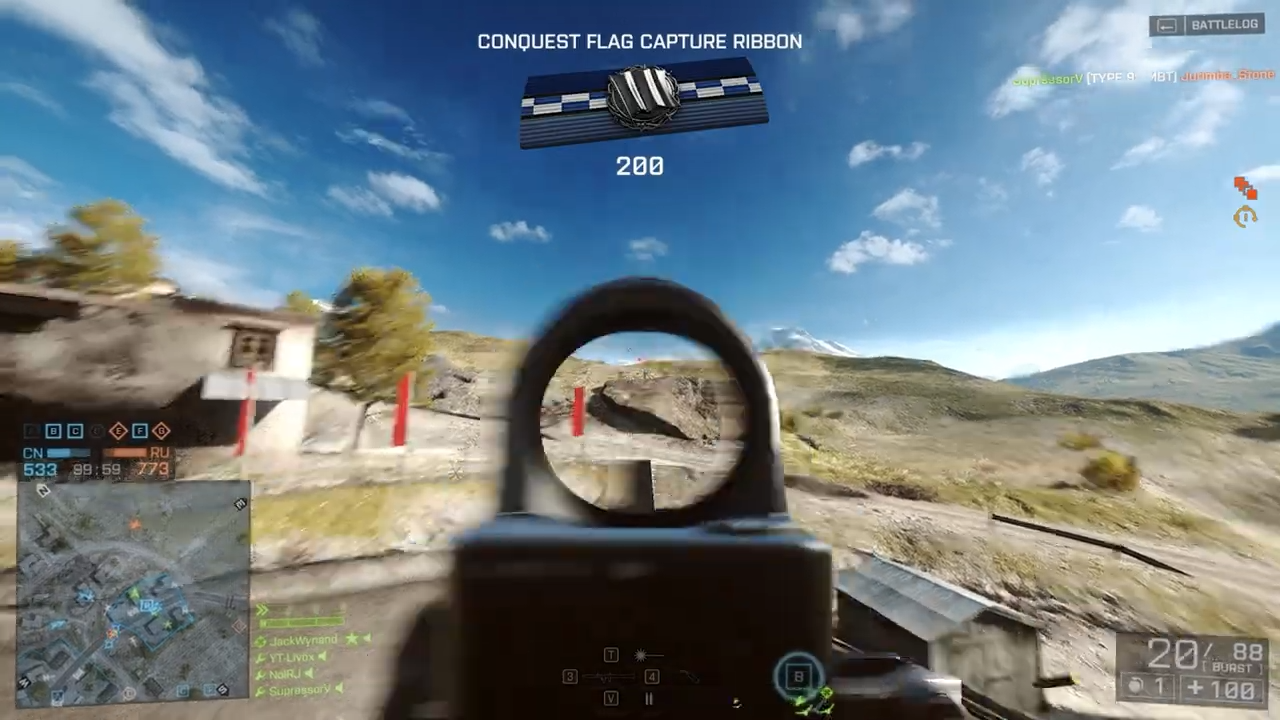 CONQUEST FLAG CAPTURE RIBBON
200
BATTLELOG
B C E F G
CN RU
533 99:59 773
JackWynand
YT-Livox
NolRJ
SupressorV
T
3 4
V
B
20/ 88
[BURST]
1 +100